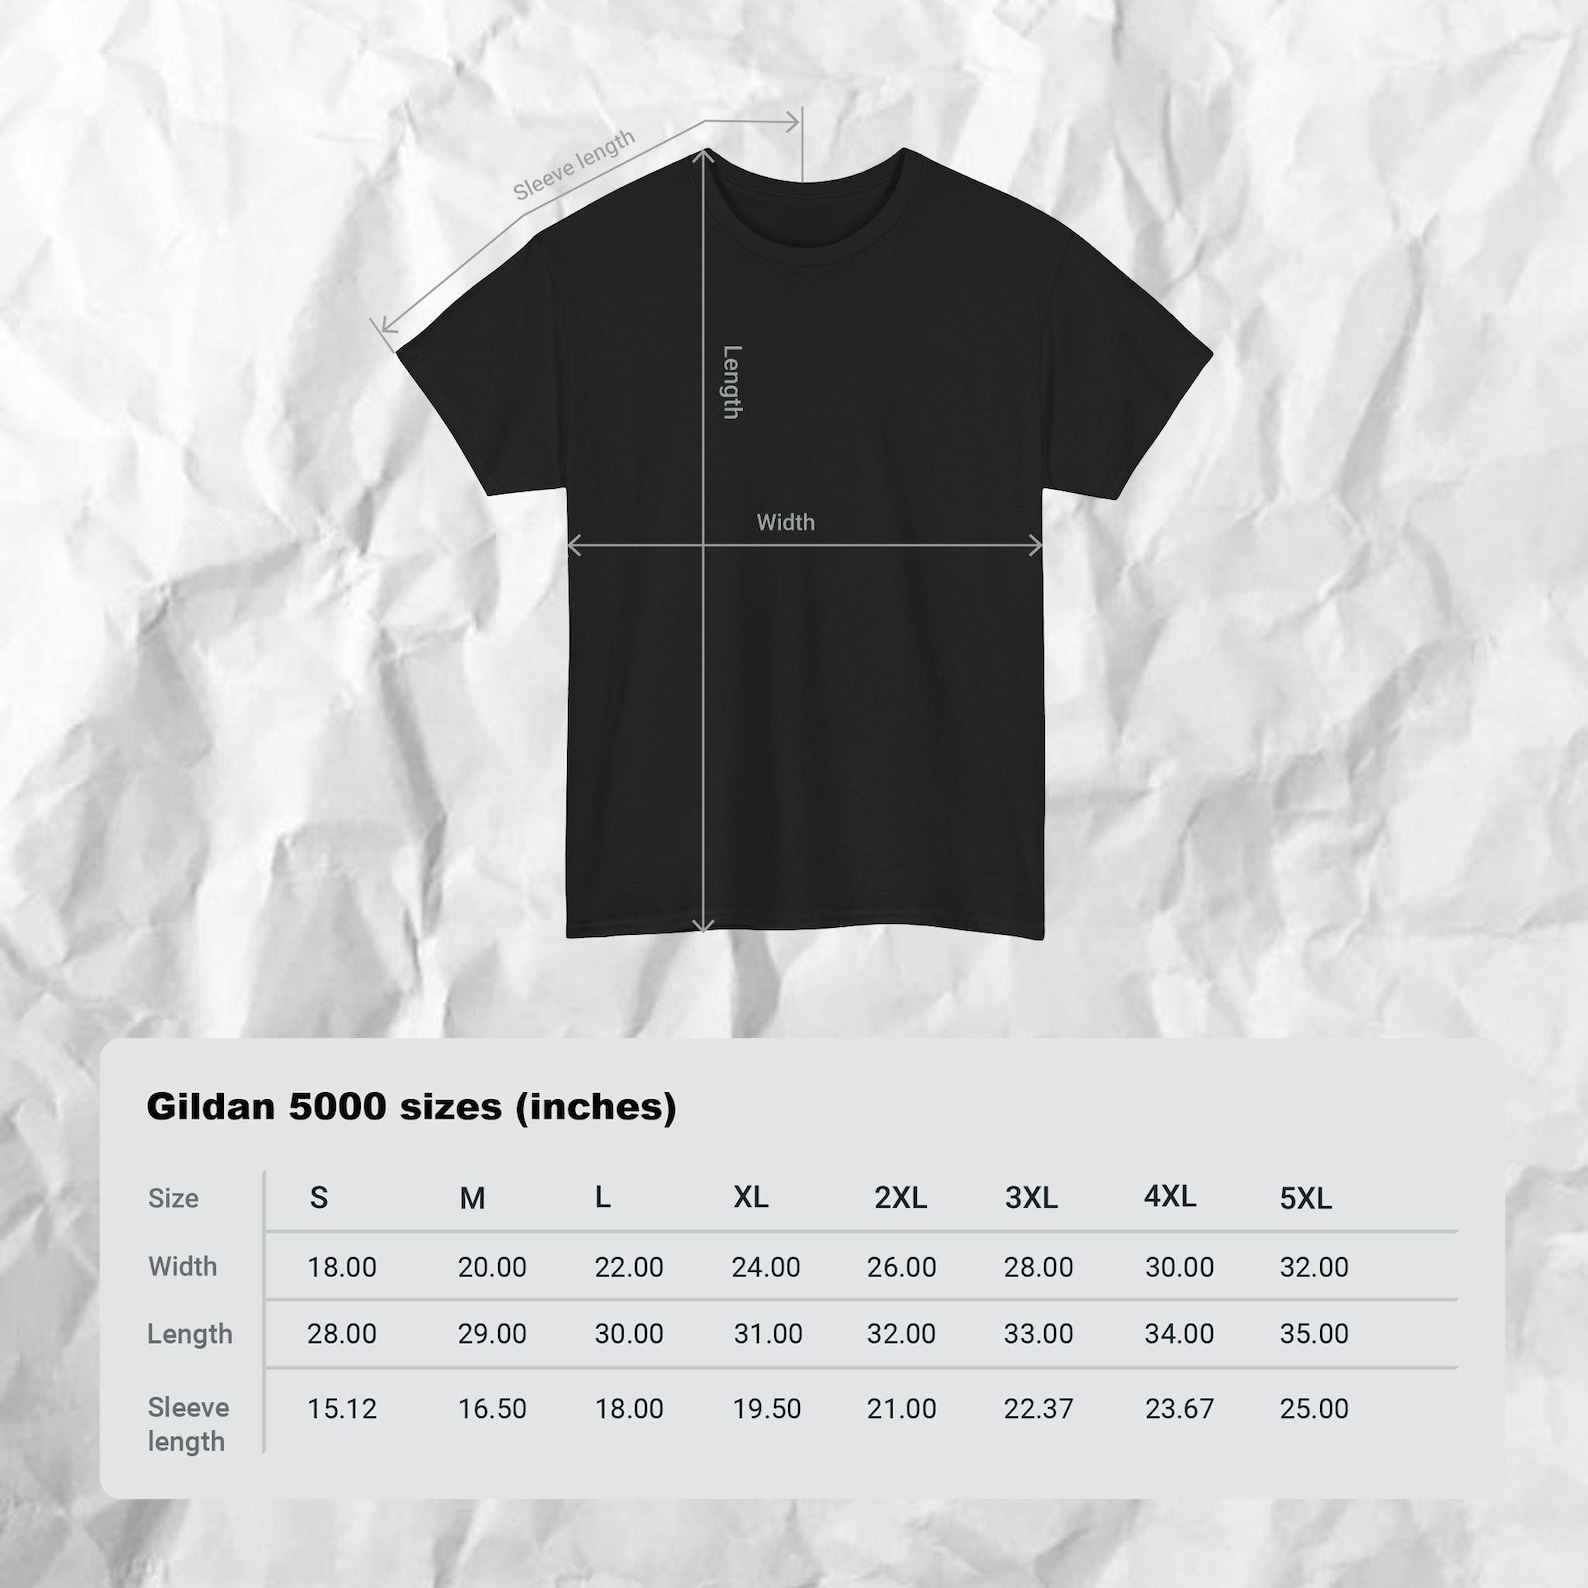 Sleeve length
Length
Width
Gildan 5000 sizes (inches)
Size S M L XL 2XL 3XL 4XL 5XL
Width 18.00 20.00 22.00 24.00 26.00 28.00 30.00 32.00
Length 28.00 29.00 30.00 31.00 32.00 33.00 34.00 35.00
Sleeve length 15.12 16.50 18.00 19.50 21.00 22.37 23.67 25.00